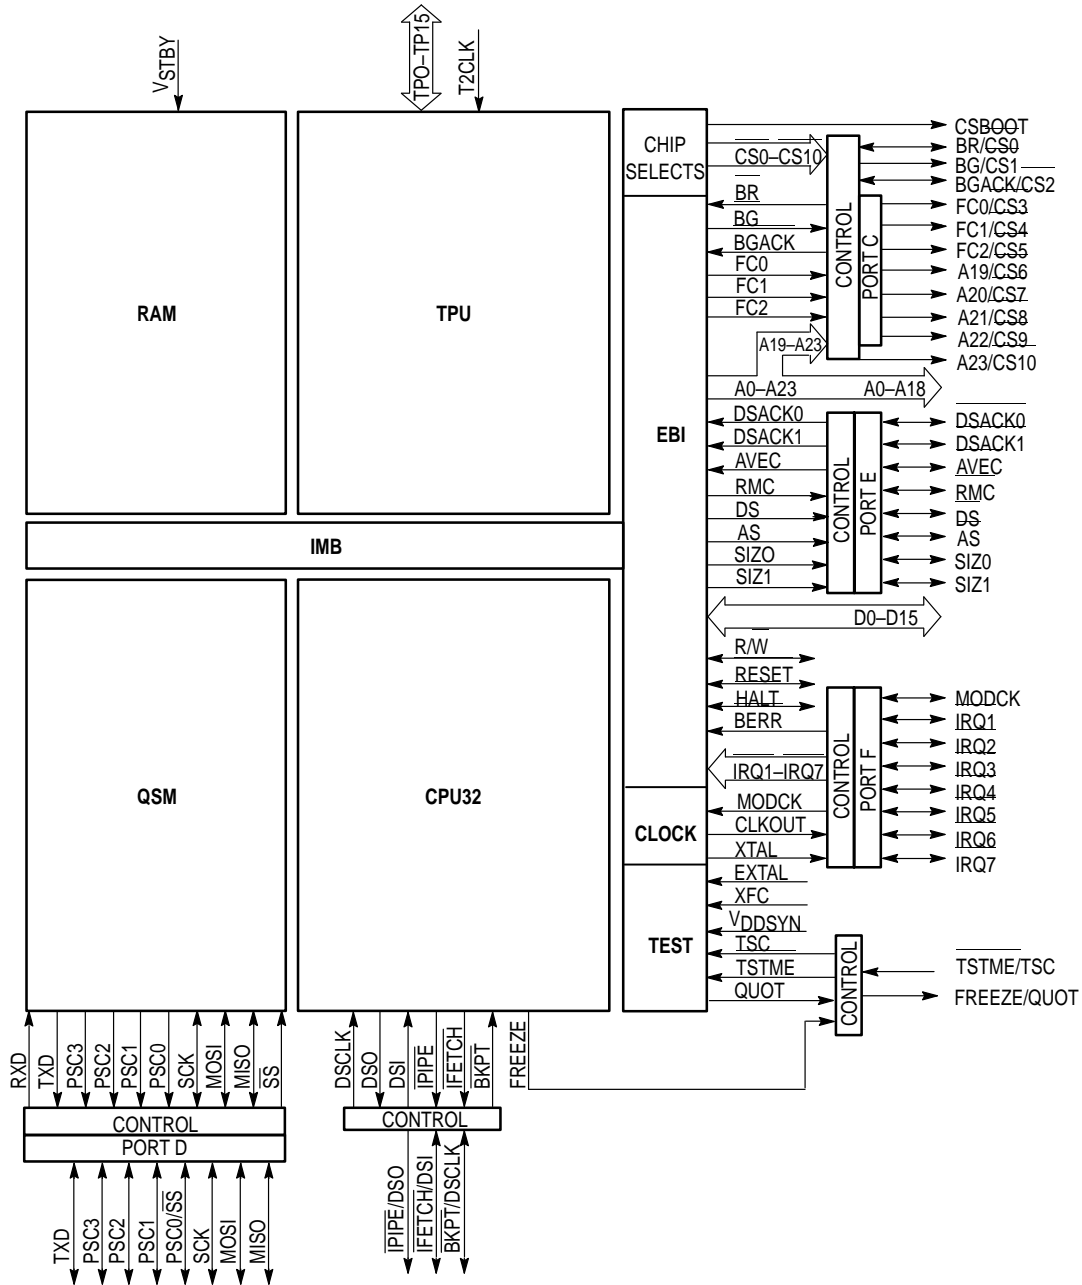 VSTBY
TPO–TP15
T2CLK
RAM
TPU
CHIP
SELECTS
CS0–CS10
BR
BG
BGACK
FC0
FC1
FC2
A19–A23
A0–A23
A0–A18
CONTROL
PORT C
CSBOOT
BR/CS0
BG/CS1
BGACK/CS2
FC0/CS3
FC1/CS4
FC2/CS5
A19/CS6
A20/CS7
A21/CS8
A22/CS9
A23/CS10
EBI
DSACK0
DSACK1
AVEC
RMC
DS
AS
SIZO
SIZ1
CONTROL
PORT E
DSACK0
DSACK1
AVEC
RMC
DS
AS
SIZ0
SIZ1
IMB
D0–D15
R/W
RESET
HALT
BERR
IRQ1–IRQ7
CONTROL
PORT F
MODCK
IRQ1
IRQ2
IRQ3
IRQ4
IRQ5
IRQ6
IRQ7
QSM
CPU32
CLOCK
MODCK
CLKOUT
XTAL
EXTAL
XFC
VDDSYN
TEST
TSC
TSTME
QUOT
CONTROL
TSTME/TSC
FREEZE/QUOT
RXD
TXD
PSC3
PSC2
PSC1
PSC0
SCK
MOSI
MISO
SS
DSCLK
DSO
DSI
IPIPE
IFETCH
BKPT
FREEZE
CONTROL
PORT D
CONTROL
TXD
PSC3
PSC2
PSC1
PSC0/SS
SCK
MOSI
MISO
IPIPE/DSO
IFETCH/DSI
BKPT/DSCLK